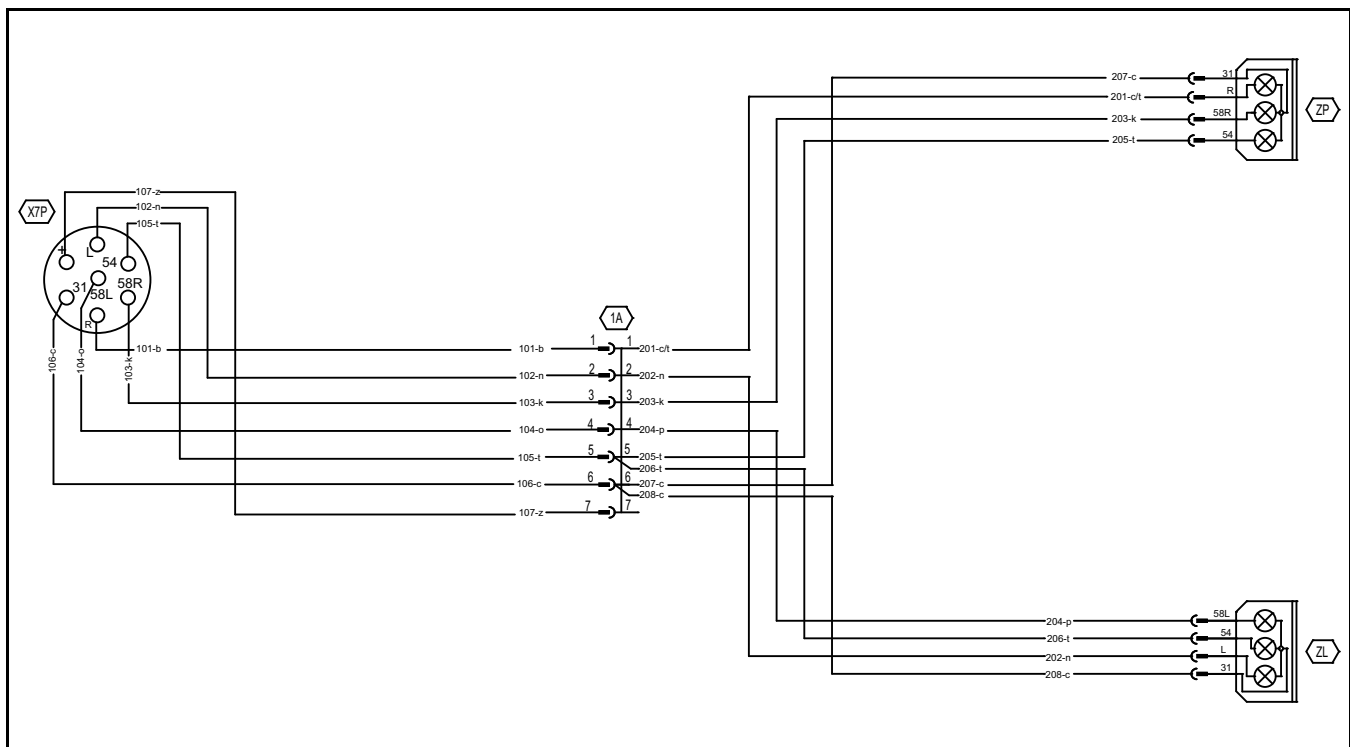 207-c
31
201-c/t
R
203-k
58R
ZP
205-t
54
107-z
X7P
102-n
105-t
+
L
54
31
58L
58R
R
1A
106-c
104-o
103-k
101-b
101-b
1
1
201-c/t
102-n
2
2
202-n
103-k
3
3
203-k
104-o
4
4
204-p
105-t
5
5
205-t
206-t
106-c
6
6
207-c
208-c
107-z
7
7
204-p
58L
206-t
54
202-n
L
ZL
208-c
31